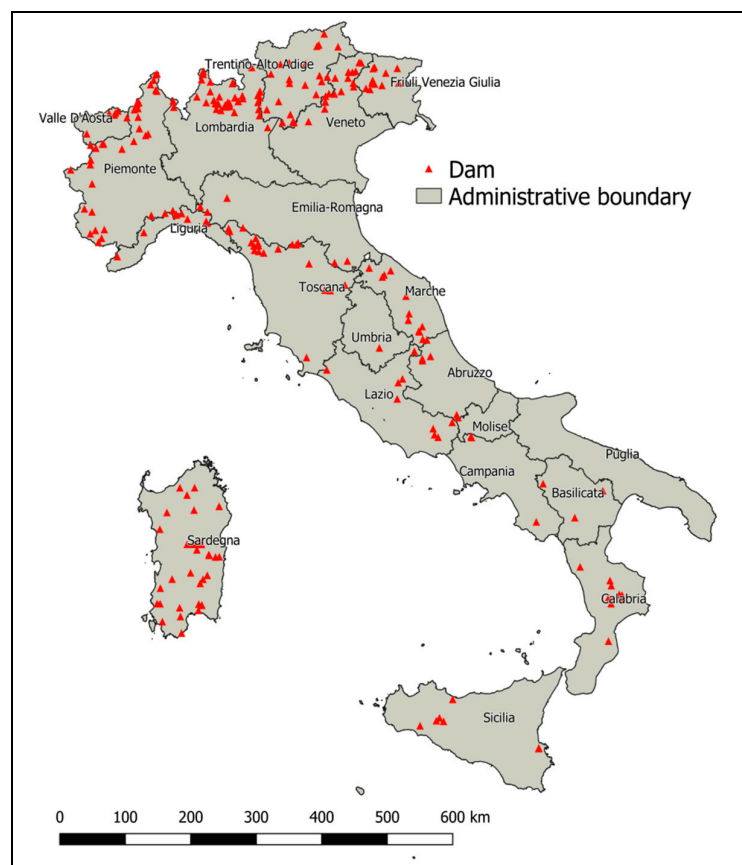 Trentino-Alto Adige
Friuli Venezia Giulia
Valle D'Aosta
Lombardia
Veneto
Piemonte
Dam
Administrative boundary
Emilia-Romagna
Liguria
Toscana
Marche
Umbria
Abruzzo
Lazio
Molise
Puglia
Campania
Basilicata
Sardegna
Calabria
Sicilia
0 100 200 300 400 500 600 km